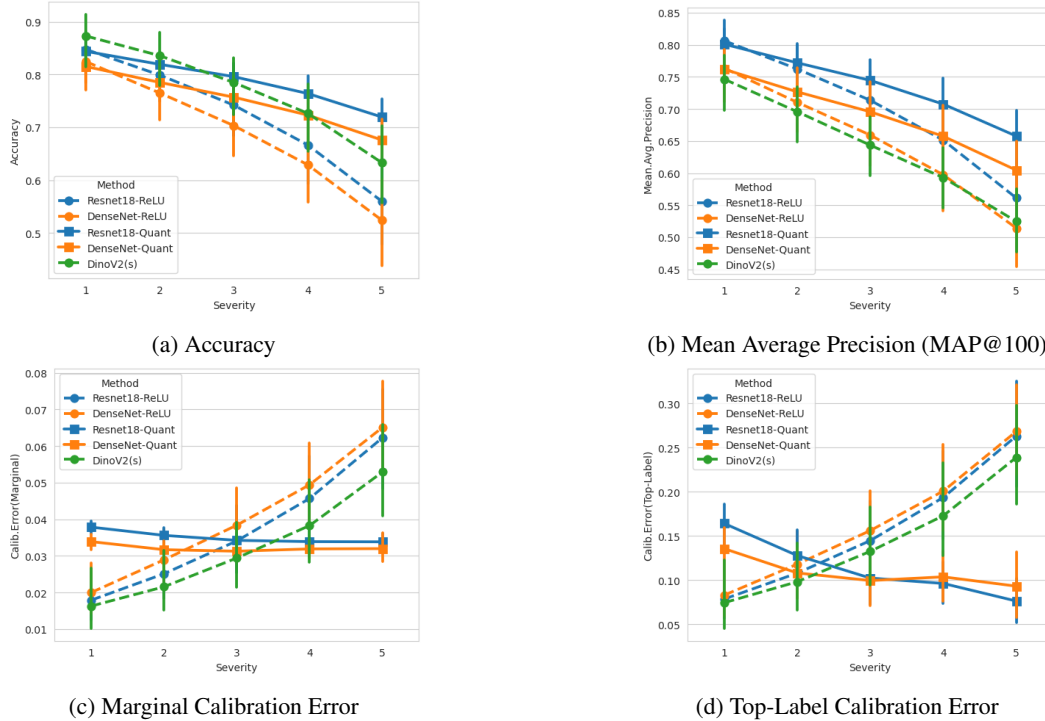 0.9
0.8
0.7
0.6
0.5
Accuracy
Method
Resnet18-ReLU
DenseNet-ReLU
Resnet18-Quant
DenseNet-Quant
DinoV2(s)
1 2 3 4 5
Severity
(a) Accuracy
0.85
0.80
0.75
0.70
0.65
0.60
0.55
0.50
0.45
Mean.Avg.Precision
Method
Resnet18-ReLU
DenseNet-ReLU
Resnet18-Quant
DenseNet-Quant
DinoV2(s)
1 2 3 4 5
Severity
(b) Mean Average Precision (MAP@100)
0.08
0.07
0.06
0.05
0.04
0.03
0.02
0.01
Calib.Error(Marginal)
Method
Resnet18-ReLU
DenseNet-ReLU
Resnet18-Quant
DenseNet-Quant
DinoV2(s)
1 2 3 4 5
Severity
(c) Marginal Calibration Error
0.30
0.25
0.20
0.15
0.10
0.05
Calib.Error(Top-Label)
Method
Resnet18-ReLU
DenseNet-ReLU
Resnet18-Quant
DenseNet-Quant
DinoV2(s)
1 2 3 4 5
Severity
(d) Top-Label Calibration Error